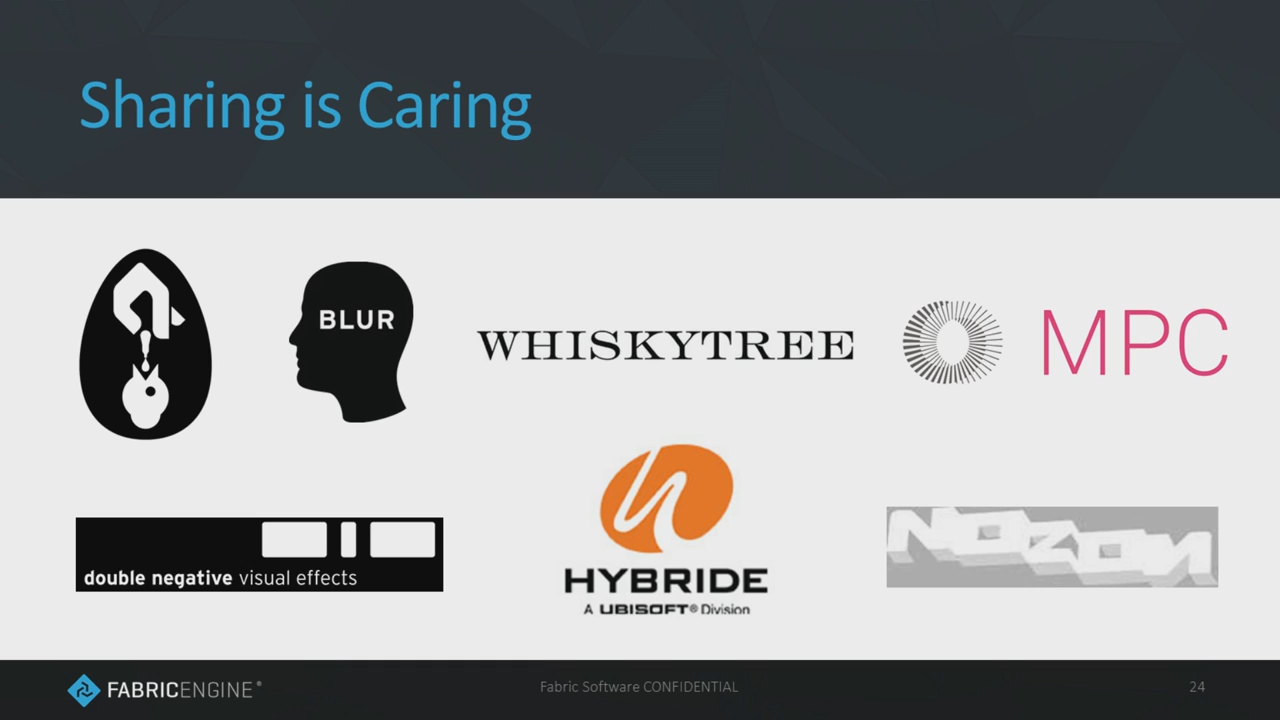 Sharing is Caring
BLUR
WHISKYTREE
MPC
double negative visual effects
HYBRIDE
A UBISOFT® Division
NOZON
FABRICENGINE®
Fabric Software CONFIDENTIAL
24